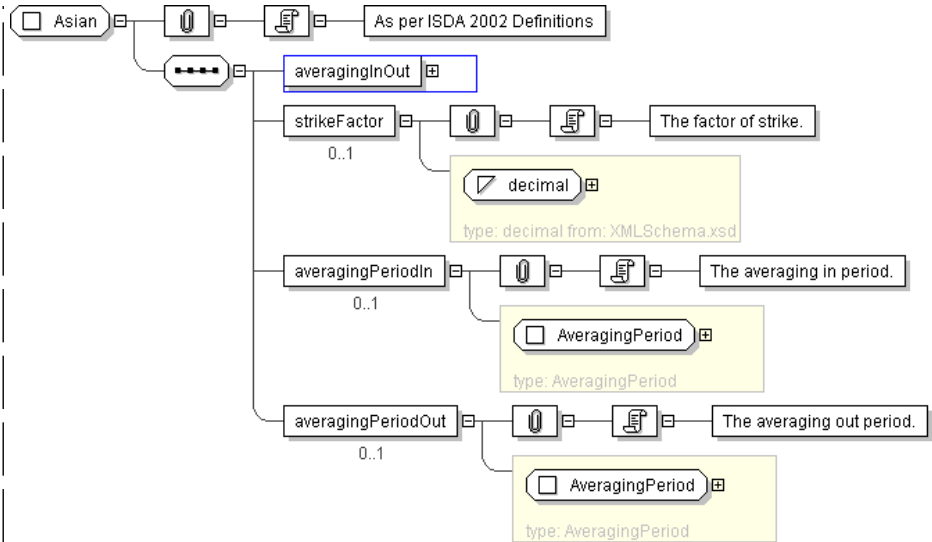 Asian
As per ISDA 2002 Definitions
averagingInOut
strikeFactor
The factor of strike.
0..1
decimal
type: decimal from: XMLSchema.xsd
averagingPeriodIn
The averaging in period.
0..1
AveragingPeriod
type: AveragingPeriod
averagingPeriodOut
The averaging out period.
0..1
AveragingPeriod
type: AveragingPeriod